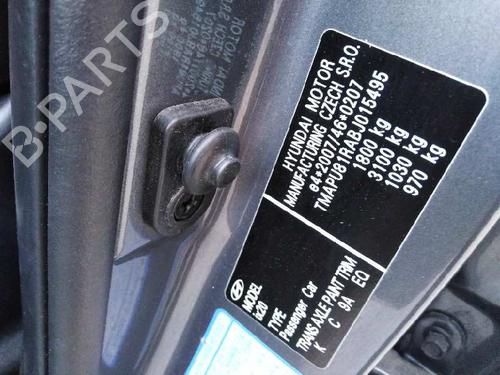 B-PARTS
HYUNDAI MOTOR
MANUFACTURING CZECH S.R.O.
e4*2007/46*0207
TMAPU81RABJ015495
1800 kg
3100 kg
1030 kg
970 kg
MODEL
ix20
TYPE
Passenger Car
TRANS AXLE PAINT TRIM
K C 9A EQ